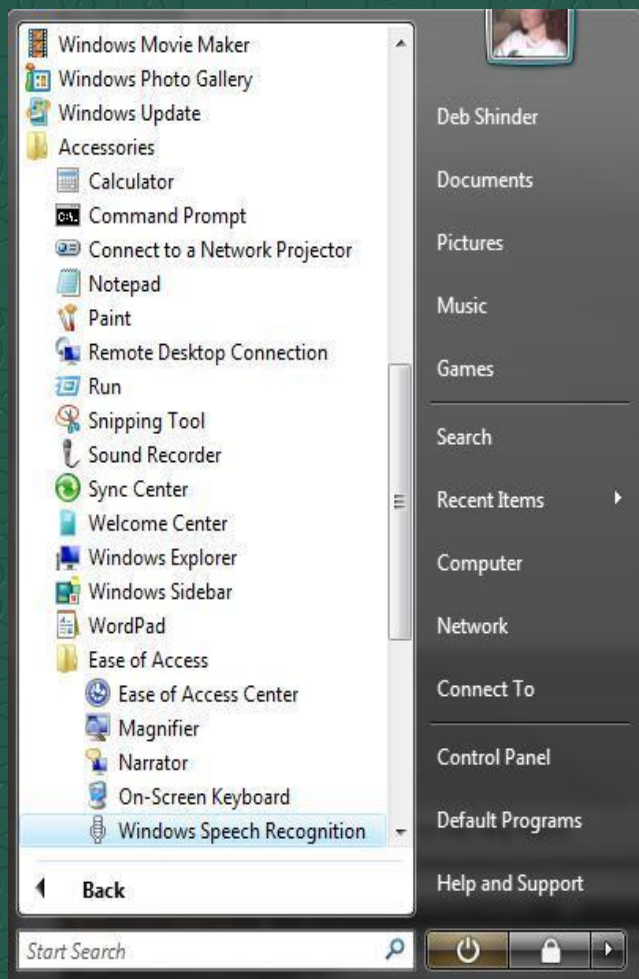 Windows Movie Maker
Windows Photo Gallery
Windows Update
Accessories
Calculator
Command Prompt
Connect to a Network Projector
Notepad
Paint
Remote Desktop Connection
Run
Snipping Tool
Sound Recorder
Sync Center
Welcome Center
Windows Explorer
Windows Sidebar
WordPad
Ease of Access
Ease of Access Center
Magnifier
Narrator
On-Screen Keyboard
Windows Speech Recognition
Back
Start Search
Deb Shinder
Documents
Pictures
Music
Games
Search
Recent Items
Computer
Network
Connect To
Control Panel
Default Programs
Help and Support